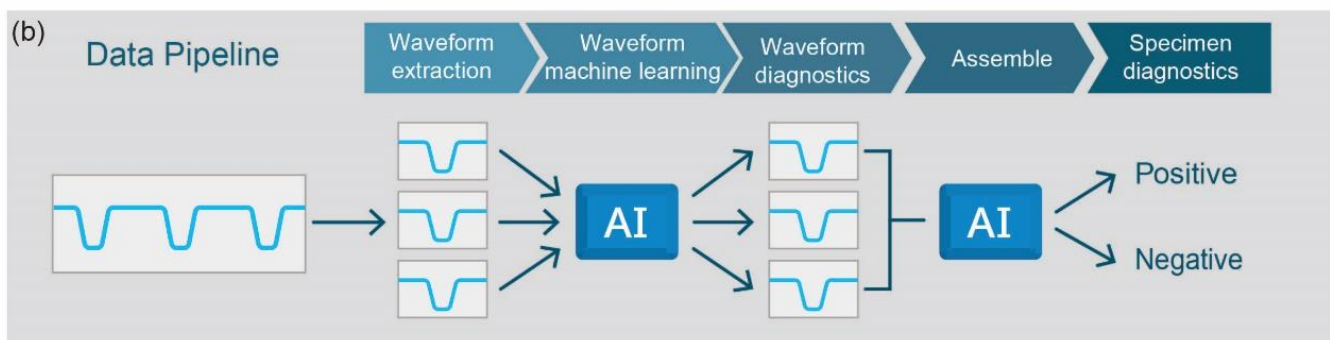 (b)
Data Pipeline
Waveform
extraction
Waveform
machine learning
Waveform
diagnostics
Assemble
Specimen
diagnostics
AI
AI
Positive
Negative